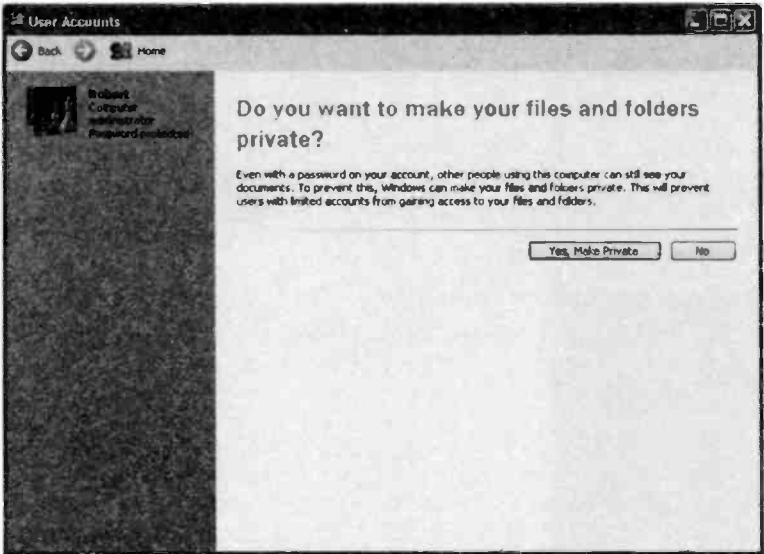 User Accounts
Back Home
Robert
Computer
administrator
Password protected
Do you want to make your files and folders
private?
Even with a password on your account, other people using this computer can still see your
documents. To prevent this, Windows can make your files and folders private. This will prevent
users with limited accounts from gaining access to your files and folders.
Yes, Make Private No